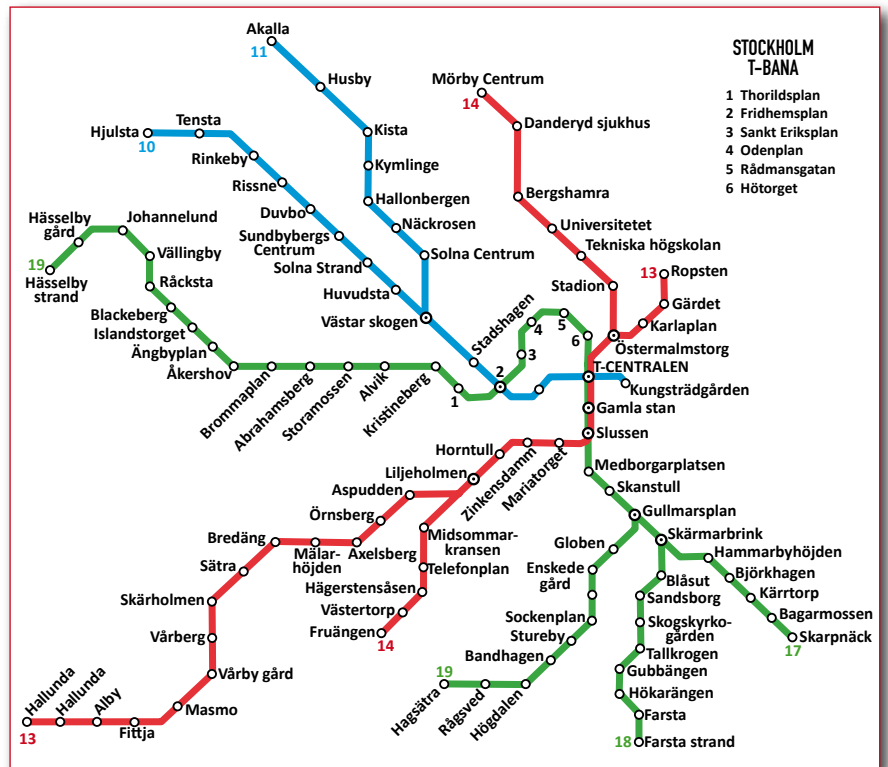 STOCKHOLM
T-BANA
1 Thorildsplan
2 Fridhemsplan
3 Sankt Eriksplan
4 Odenplan
5 Rådmansgatan
6 Hötorget
Akalla
11
Husby
Kista
Kymlinge
Hallonbergen
Näckrosen
Solna Centrum
Hjulsta
10
Tensta
Rinkeby
Rissne
Duvbo
Sundbybergs
Centrum
Solna Strand
Huvudsta
Västar skogen
Stadshagen
Mörby Centrum
14
Danderyd sjukhus
Bergshamra
Universitetet
Tekniska högskolan
Stadion
13
Ropsten
Gärdet
Karlaplan
Östermalmstorg
T-CENTRALEN
Kungsträdgården
Gamla stan
Slussen
Hässelby
gård
19
Hässelby
strand
Johannelund
Vällingby
Råcksta
Blackeberg
Islandstorget
Ängbyplan
Åkershov
Brommaplan
Abrahamsberg
Storamossen
Alvik
Kristineberg
1
2
3
4
5
6
Horntull
Zinkensdamm
Mariatorget
Liljeholmen
Aspudden
Örnsberg
Axelsberg
Mälar-
höjden
Bredäng
Sätra
Skärholmen
Vårberg
Vårby gård
Masmo
Fittja
Alby
Hallunda
Hallunda
13
Midsommar-
kransen
Telefonplan
Hägerstensåsen
Västertorp
Fruängen
14
Medborgarplatsen
Skanstull
Gullmarsplan
Skärmarbrink
Hammarbyhöjden
Björkhagen
Kärrtorp
Bagarmossen
Skarpnäck
17
Globen
Enskede
gård
Sockenplan
Stureby
Bandhagen
Högdalen
Rågsved
Hagsätra
19
Blåsut
Sandsborg
Skogskyrko-
gården
Tallkrogen
Gubbängen
Hökarängen
Farsta
18
Farsta strand